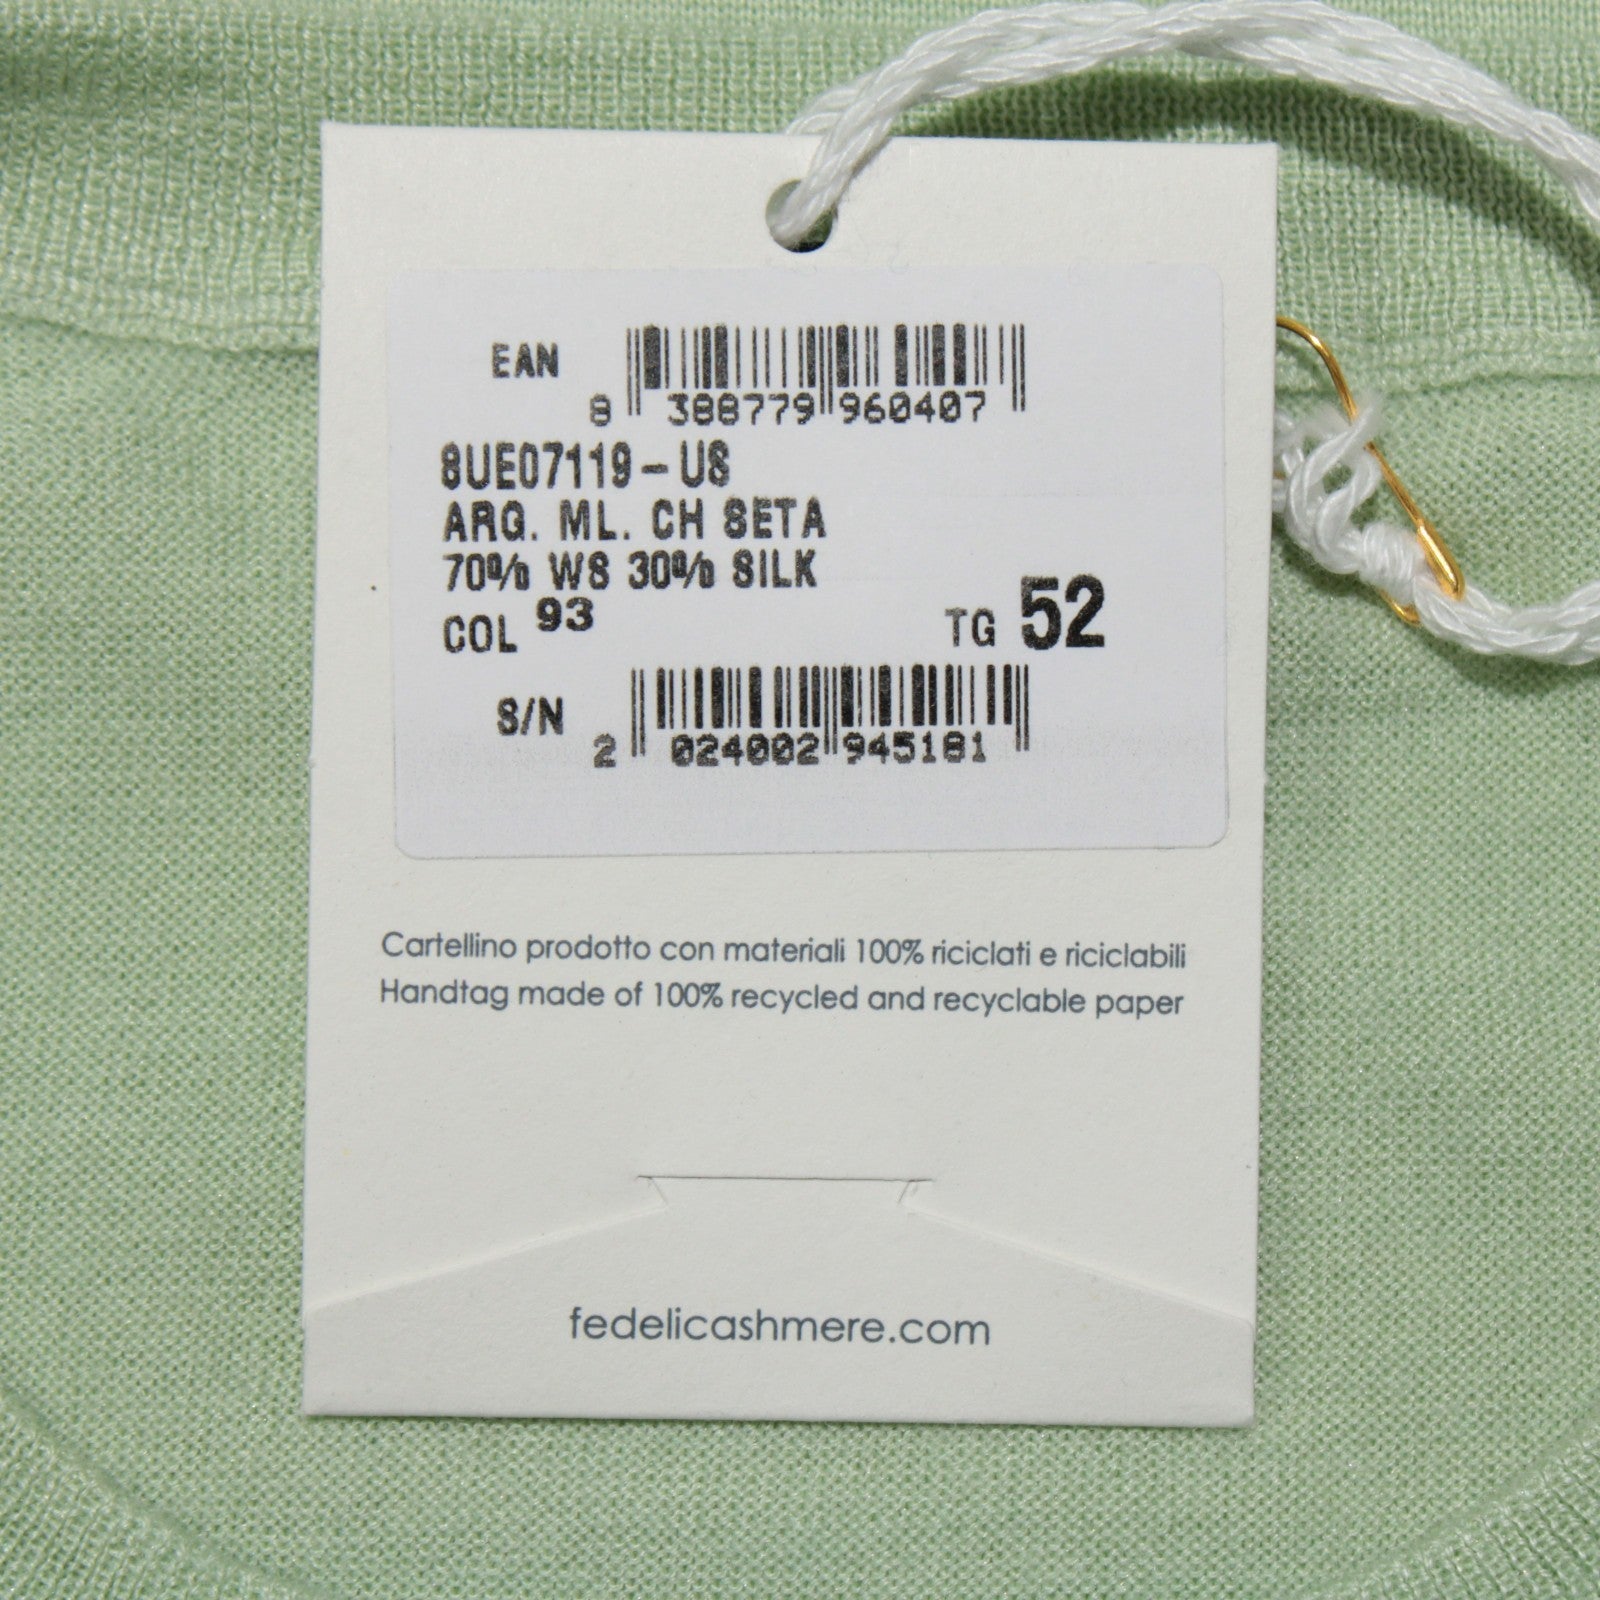 EAN
8 388779 960407
8UE07119-US
ARG. ML. CH SETA
70% WS 30% SILK
COL 93 TG 52
S/N
2 024002 945181
Cartellino prodotto con materiali 100% riciclati e riciclabili
Handtag made of 100% recycled and recyclable paper
fedelicashmere.com